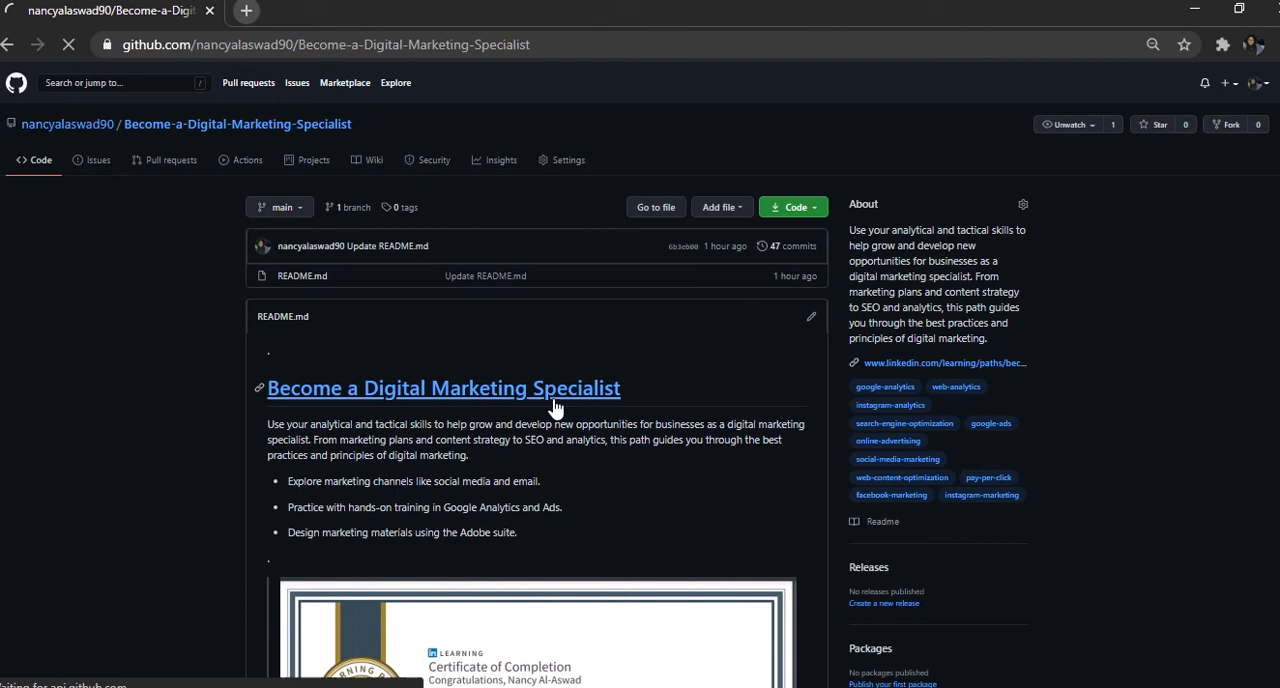 nancyalaswad90/Become-a-Digit
github.com/nancyalaswad90/Become-a-Digital-Marketing-Specialist
Search or jump to... /
Pull requests Issues Marketplace Explore
nancyalaswad90 / Become-a-Digital-Marketing-Specialist
Unwatch 1 Star 0 Fork 0
<> Code Issues Pull requests Actions Projects Wiki Security Insights Settings
main 1 branch 0 tags Go to file Add file Code
nancyalaswad90 Update README.md 6b3eb00 1 hour ago 47 commits
README.md Update README.md 1 hour ago
README.md
.
Become a Digital Marketing Specialist
Use your analytical and tactical skills to help grow and develop new opportunities for businesses as a digital marketing
specialist. From marketing plans and content strategy to SEO and analytics, this path guides you through the best
practices and principles of digital marketing.
• Explore marketing channels like social media and email.
• Practice with hands-on training in Google Analytics and Ads.
• Design marketing materials using the Adobe suite.
.
LEARNING
Certificate of Completion
Congratulations, Nancy Al-Aswad
About
Use your analytical and tactical skills to
help grow and develop new
opportunities for businesses as a
digital marketing specialist. From
marketing plans and content strategy
to SEO and analytics, this path guides
you through the best practices and
principles of digital marketing.
www.linkedin.com/learning/paths/bec...
google-analytics web-analytics
instagram-analytics
search-engine-optimization google-ads
online-advertising
social-media-marketing
web-content-optimization pay-per-click
facebook-marketing instagram-marketing
Readme
Releases
No releases published
Create a new release
Packages
No packages published
Publish your first package
aiting for api.github.com